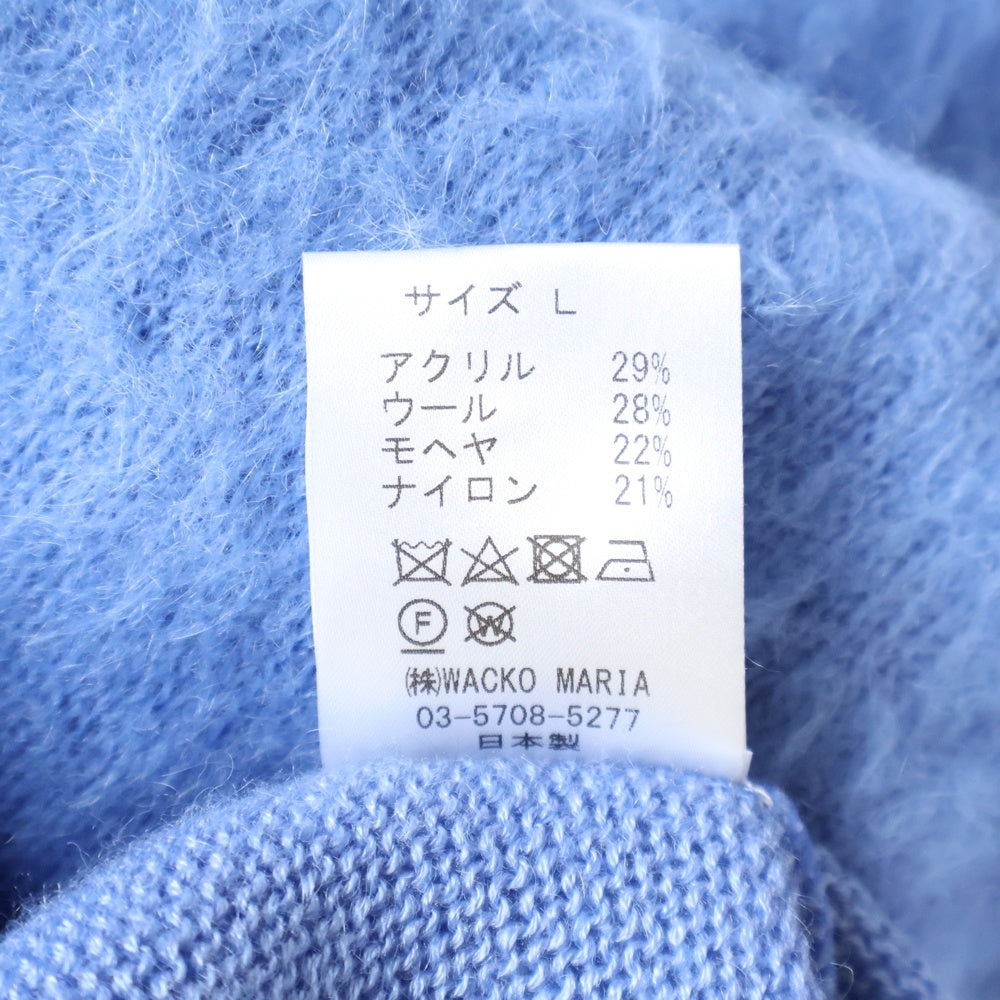 サイズ L
アクリル 29%
ウール 28%
モヘヤ 22%
ナイロン 21%
F W
㈱WACKO MARIA
03-5708-5277
日本製